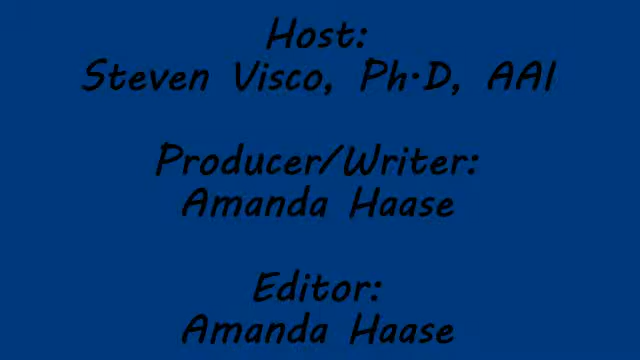 Host:
Steven Visco, Ph.D, AAI
Producer/Writer:
Amanda Haase
Editor:
Amanda Haase